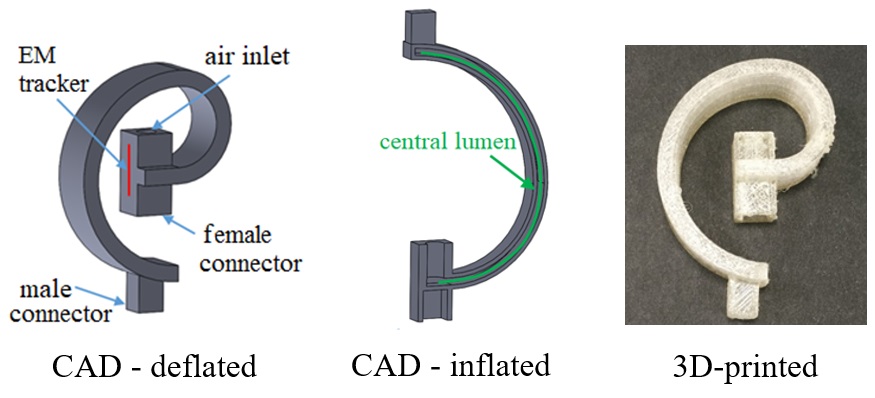 EM
tracker
air inlet
central lumen
female
connector
male
connector
CAD - deflated
CAD - inflated
3D-printed